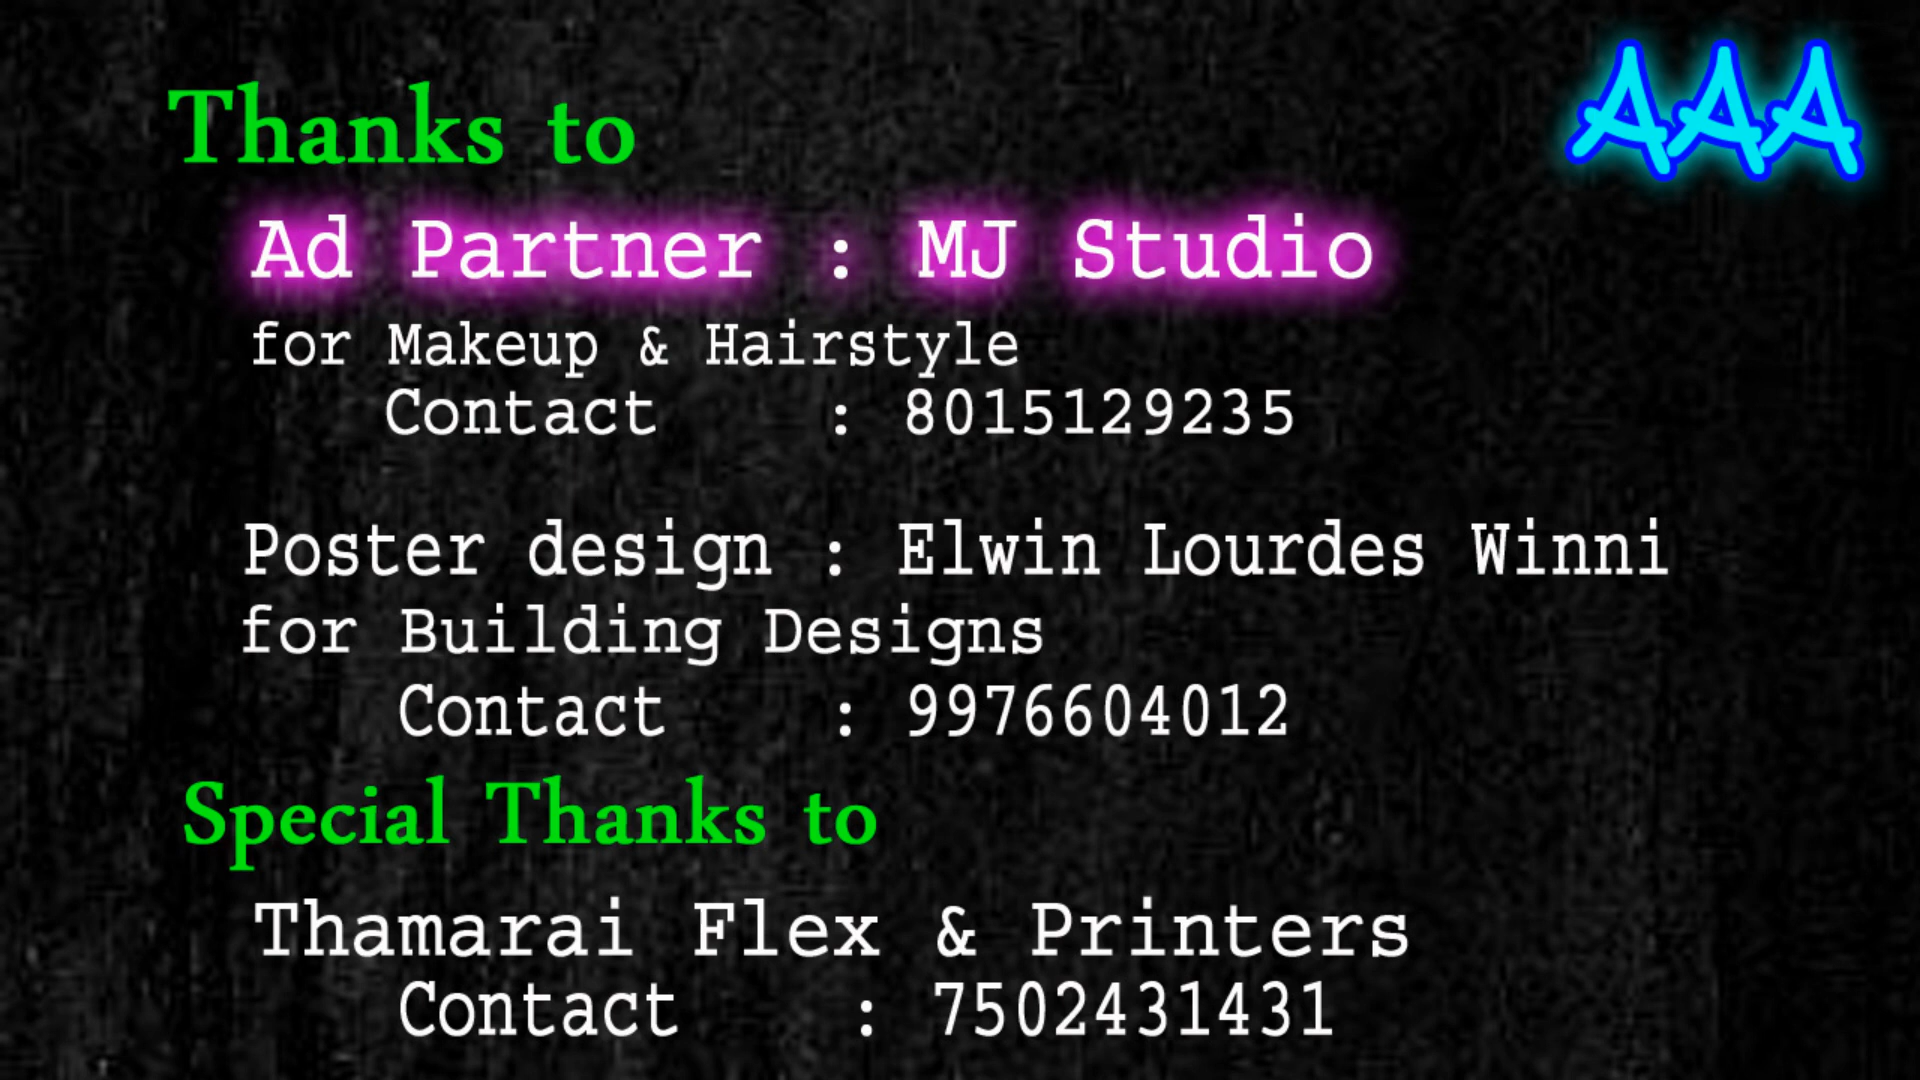 AAA
Thanks to
Ad Partner : MJ Studio
for Makeup & Hairstyle
Contact : 8015129235
Poster design : Elwin Lourdes Winni
for Building Designs
Contact : 9976604012
Special Thanks to
Thamarai Flex & Printers
Contact : 7502431431